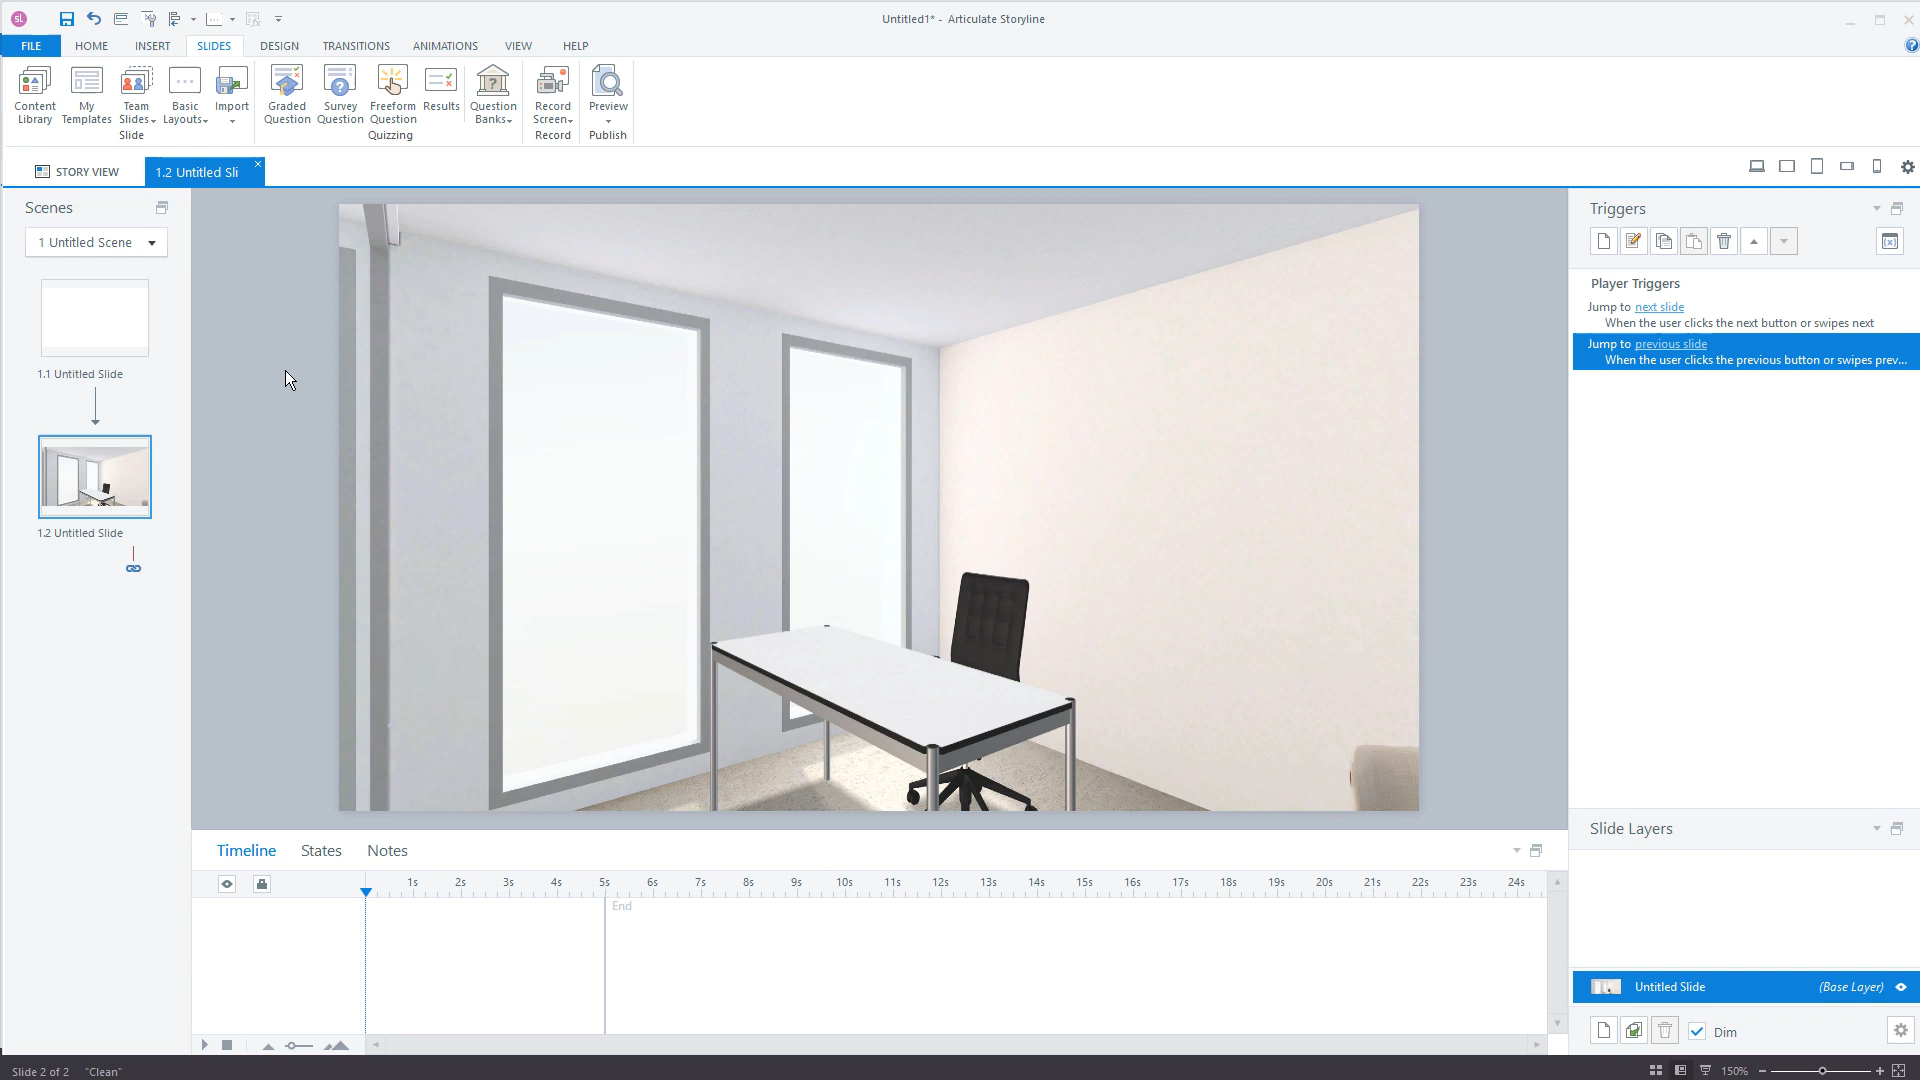 sl
Untitled1* - Articulate Storyline
FILE
HOME
INSERT
SLIDES
DESIGN
TRANSITIONS
ANIMATIONS
VIEW
HELP
Content Library
My Templates
Team Slides
Basic Layouts
Import
Slide
Graded Question
Survey Question
Freeform Question
Results
Question Banks
Quizzing
Record Screen
Record
Preview
Publish
STORY VIEW
1.2 Untitled Sli
Scenes
1 Untitled Scene
1.1 Untitled Slide
1.2 Untitled Slide
Triggers
Player Triggers
Jump to next slide
When the user clicks the next button or swipes next
Jump to previous slide
When the user clicks the previous button or swipes prev...
Timeline
States
Notes
1s 2s 3s 4s 5s 6s 7s 8s 9s 10s 11s 12s 13s 14s 15s 16s 17s 18s 19s 20s 21s 22s 23s 24s
End
Slide Layers
Untitled Slide (Base Layer)
Dim
Slide 2 of 2 "Clean"
150%